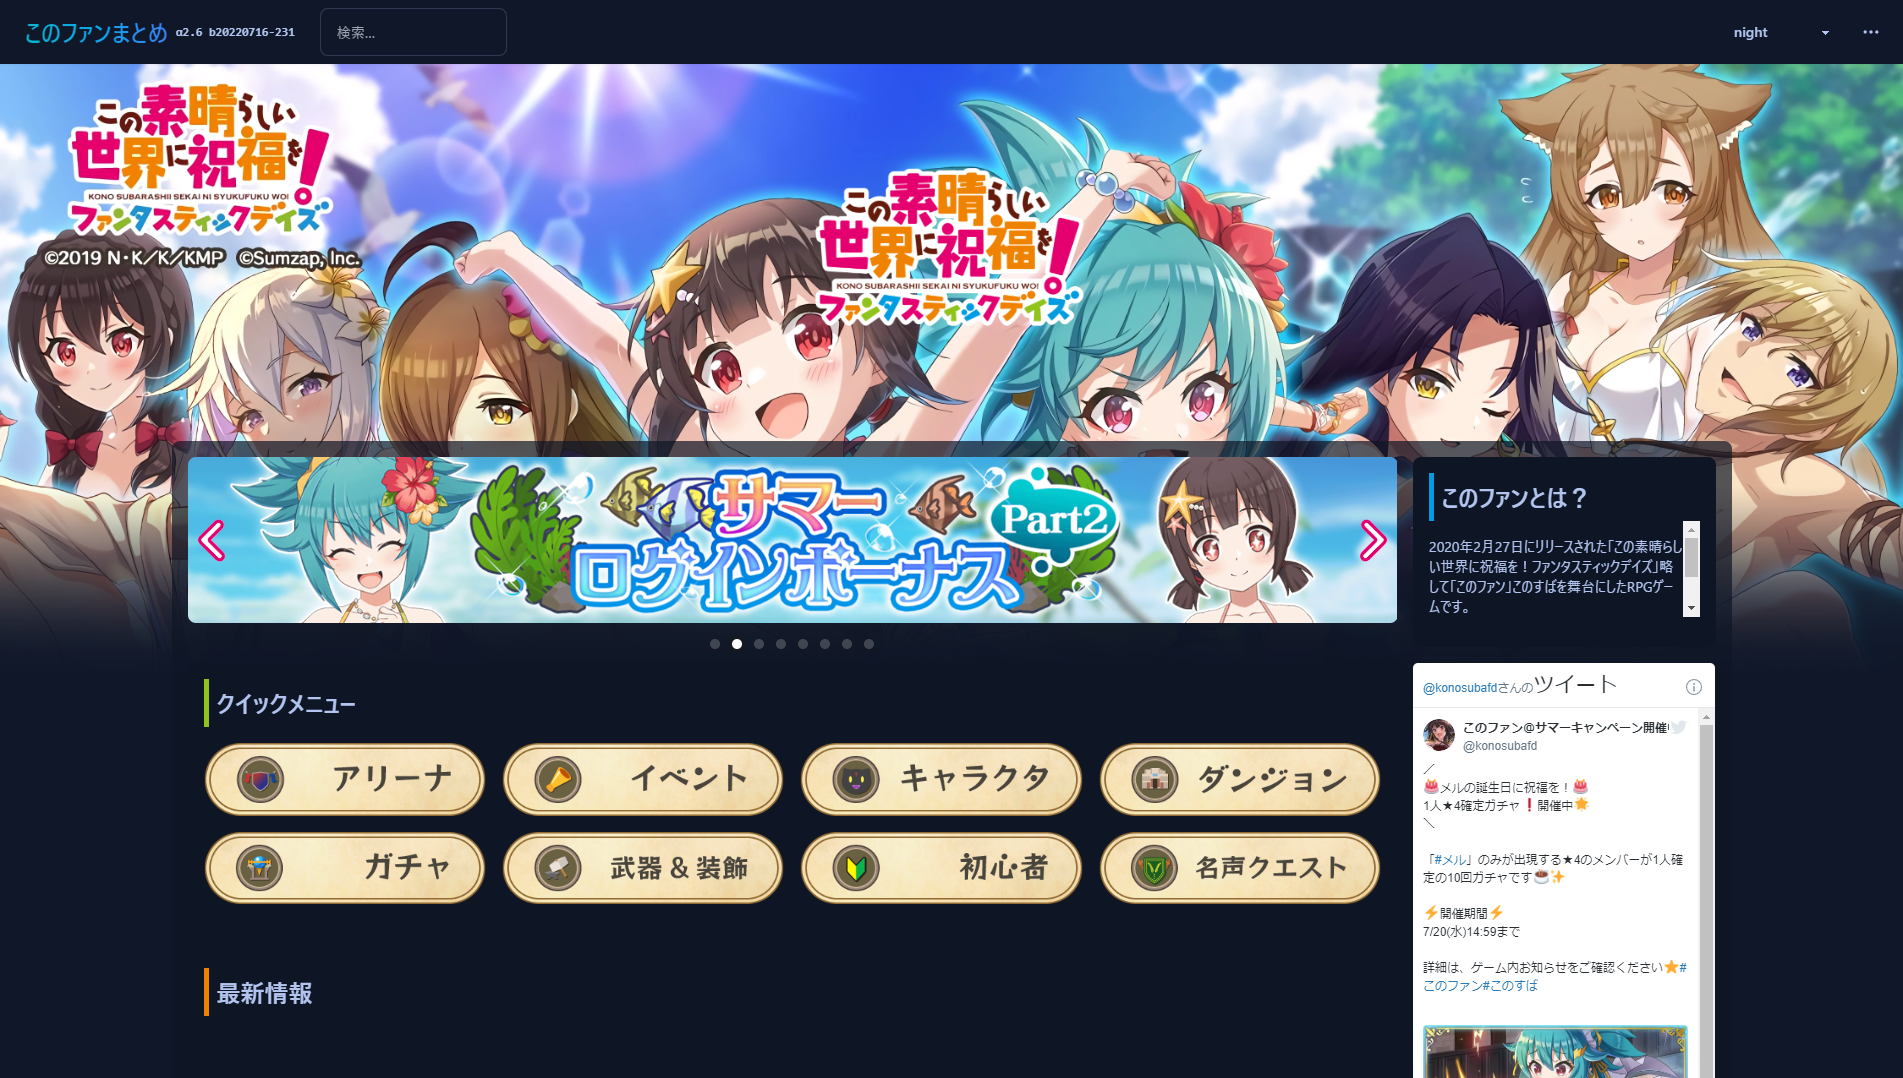 このファンまとめ
α2.6 b20220716-231
検索...
night
この素晴らしい
世界に祝福を!
KONO SUBARASHII SEKAI NI SYUKUFUKU WO!
ファンタスティックデイズ
©2019 N・K/K/KMP ©Sumzap, Inc.
この素晴らしい
世界に祝福を!
KONO SUBARASHII SEKAI NI SYUKUFUKU WO!
ファンタスティックデイズ
サマー
Part2
ログインボーナス
このファンとは？
2020年2月27日にリリースされた「この素晴らし
い世界に祝福を！ファンタスティックデイズ」略
して「このファン」このすばを舞台にしたRPGゲー
ムです。
クイックメニュー
アリーナ
イベント
キャラクタ
ダンジョン
ガチャ
武器＆装飾
初心者
名声クエスト
最新情報
@konosubafdさんのツイート
このファン@サマーキャンペーン開催
@konosubafd
／
🎂メルの誕生日に祝福を！🎂
1人★4確定ガチャ❗開催中🌟
＼
「#メル」のみが出現する★4のメンバーが1人確
定の10回ガチャです☕✨
⚡開催期間⚡
7/20(水)14:59まで
詳細は、ゲーム内お知らせをご確認ください⭐#
このファン#このすば